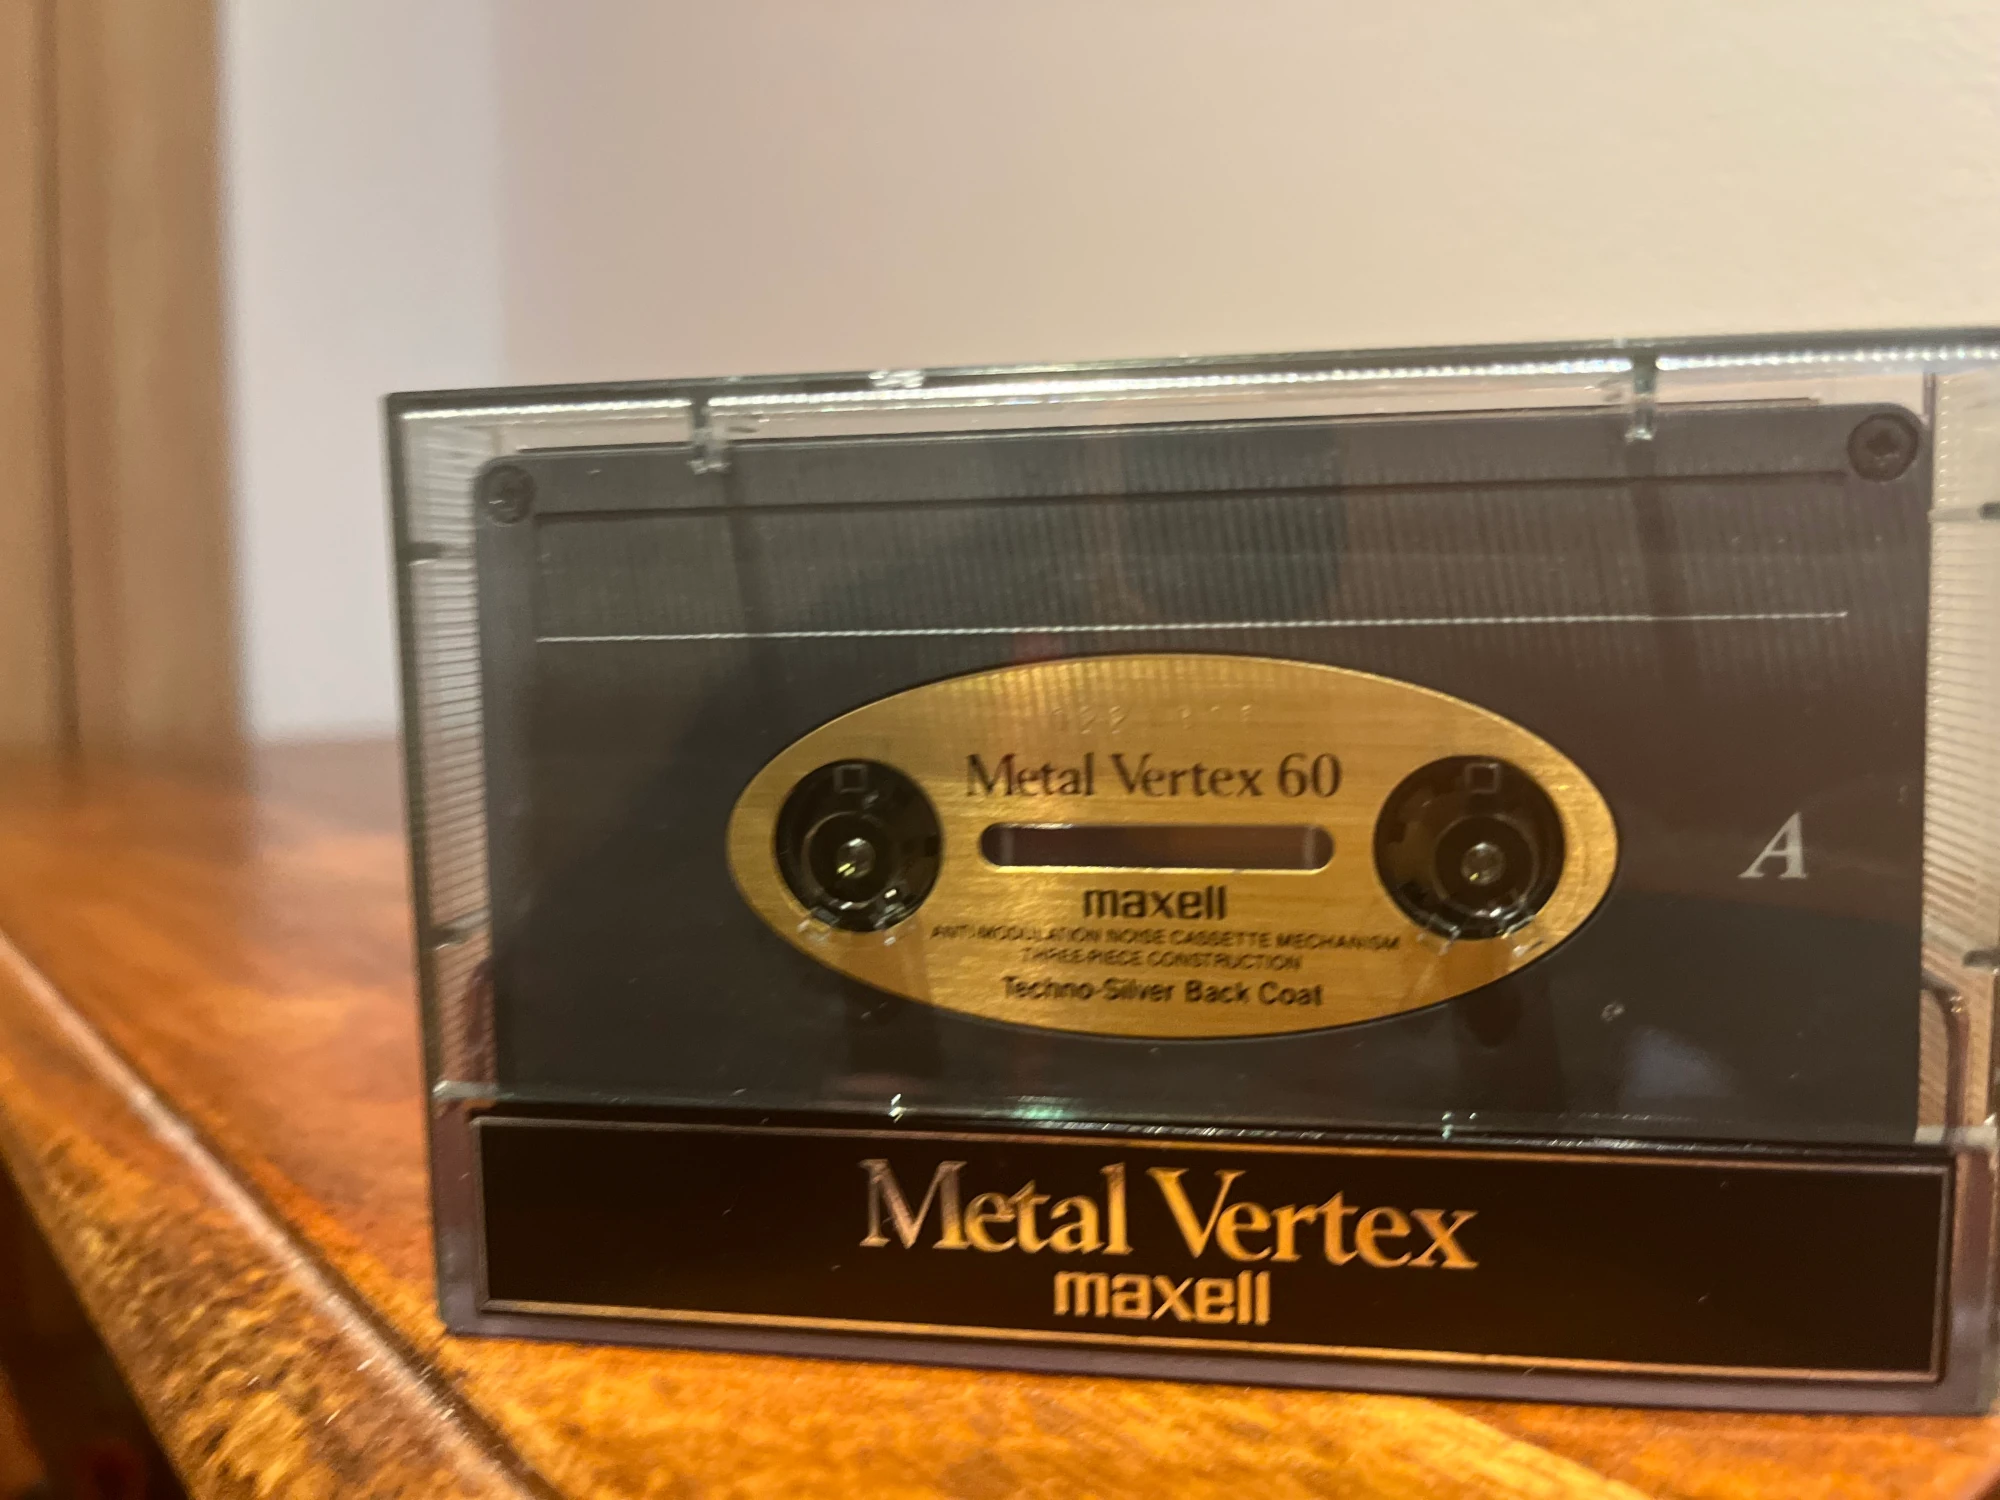 Metal Vertex 60
maxell
ANTI-MODULATION NOISE CASSETTE MECHANISM
THREE-PIECE CONSTRUCTION
Techno-Silver Back Coat
A
Metal Vertex
maxell